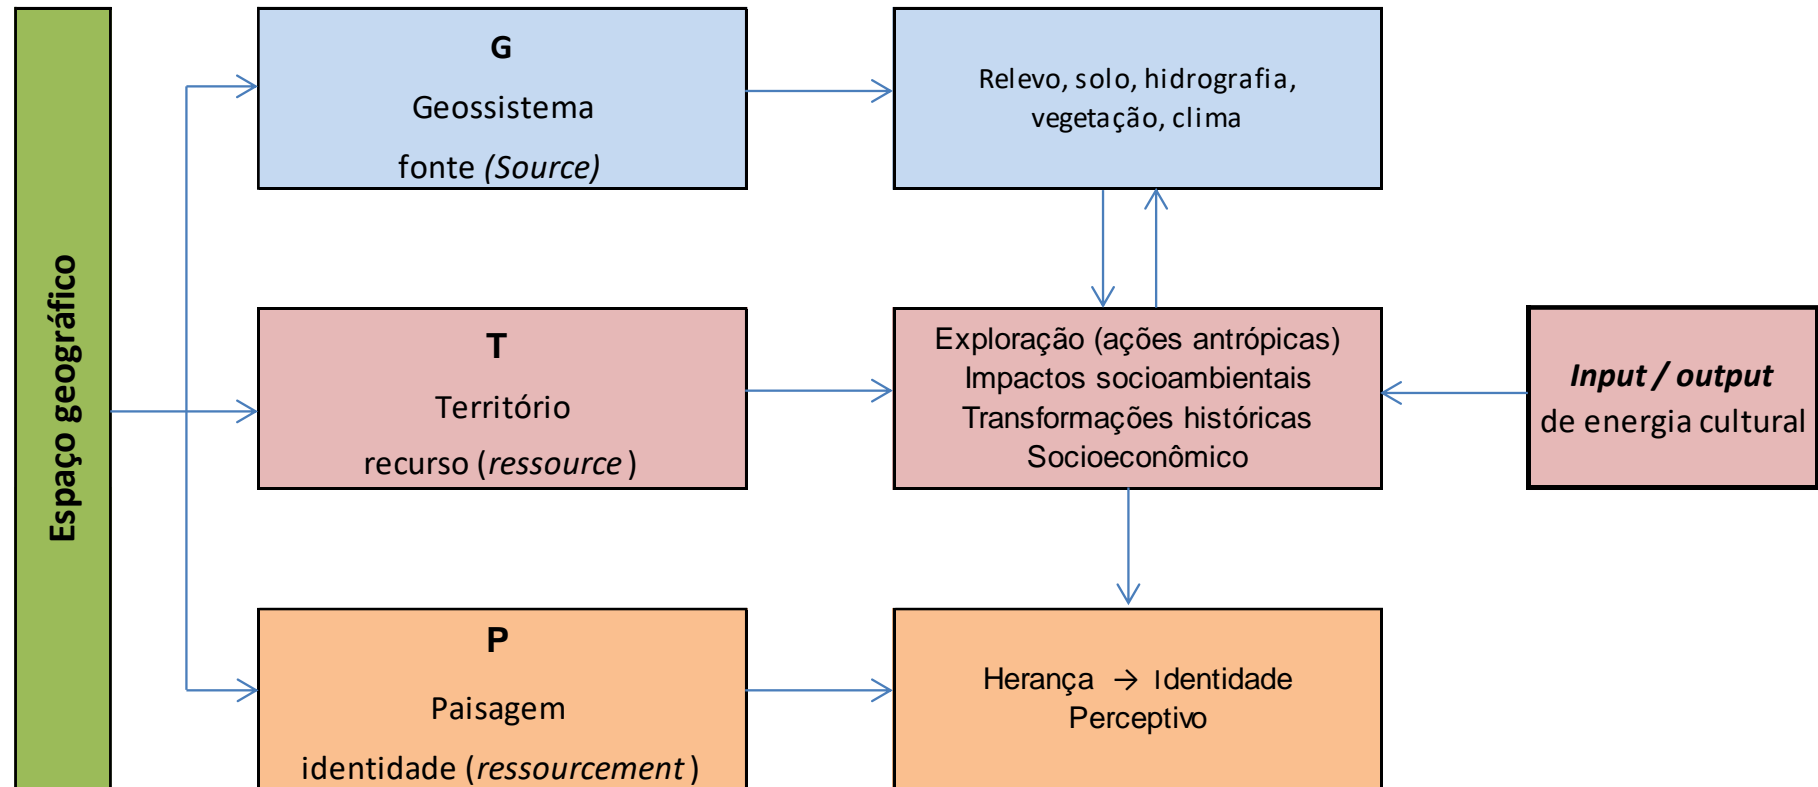 Espaço geográfico
G
Geossistema
fonte (Source)
Relevo, solo, hidrografia,
vegetação, clima
T
Território
recurso (ressource)
Exploração (ações antrópicas)
Impactos socioambientais
Transformações históricas
Socioeconômico
Input / output
de energia cultural
P
Paisagem
identidade (ressourcement)
Herança → Identidade
Perceptivo